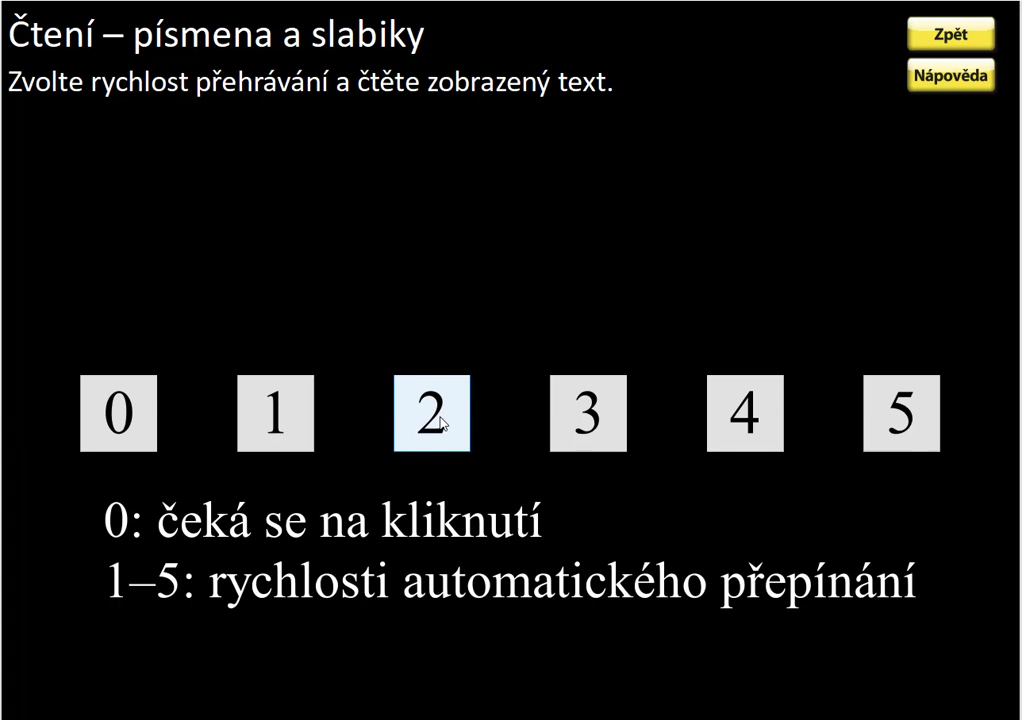 Čtení – písmena a slabiky
Zvolte rychlost přehrávání a čtěte zobrazený text.
Zpět
Nápověda
0 1 2 3 4 5
0: čeká se na kliknutí
1–5: rychlosti automatického přepínání